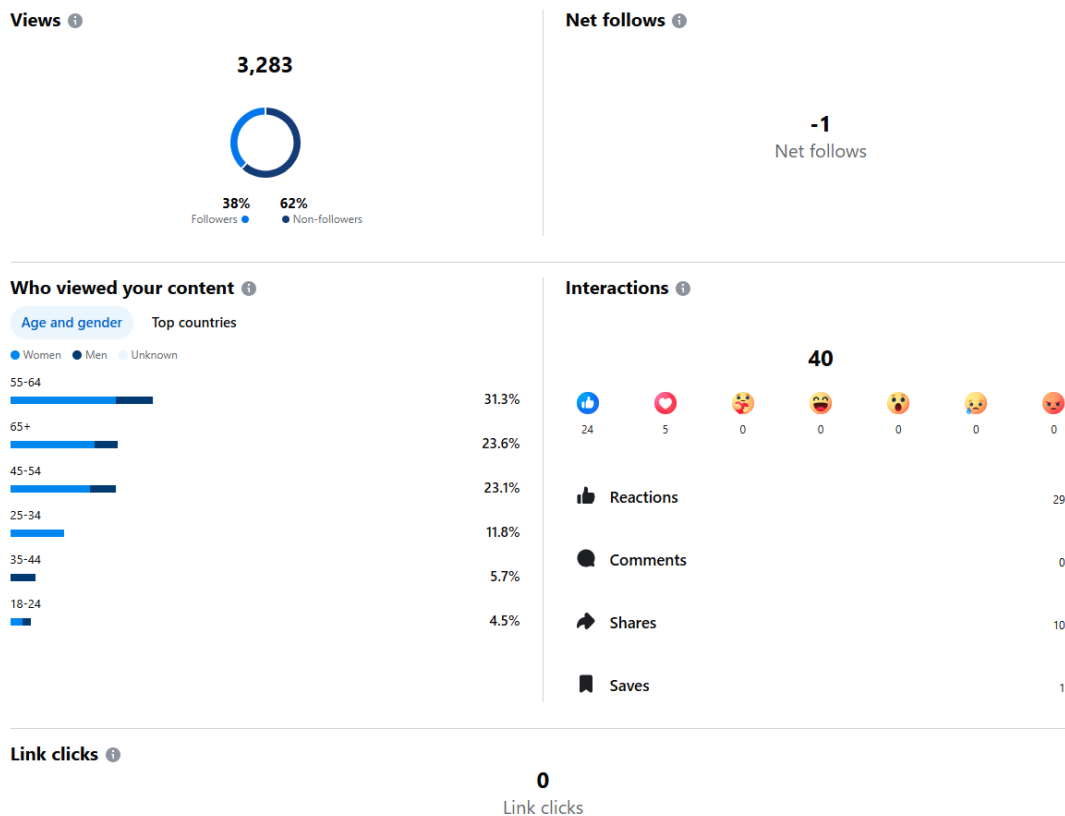 Views
3,283
38% 62%
Followers Non-followers
Net follows
-1
Net follows
Who viewed your content
Age and gender Top countries
Women Men Unknown
55-64
31.3%
65+
23.6%
45-54
23.1%
25-34
11.8%
35-44
5.7%
18-24
4.5%
Interactions
40
24 5 0 0 0 0 0
Reactions 29
Comments 0
Shares 10
Saves 1
Link clicks
0
Link clicks